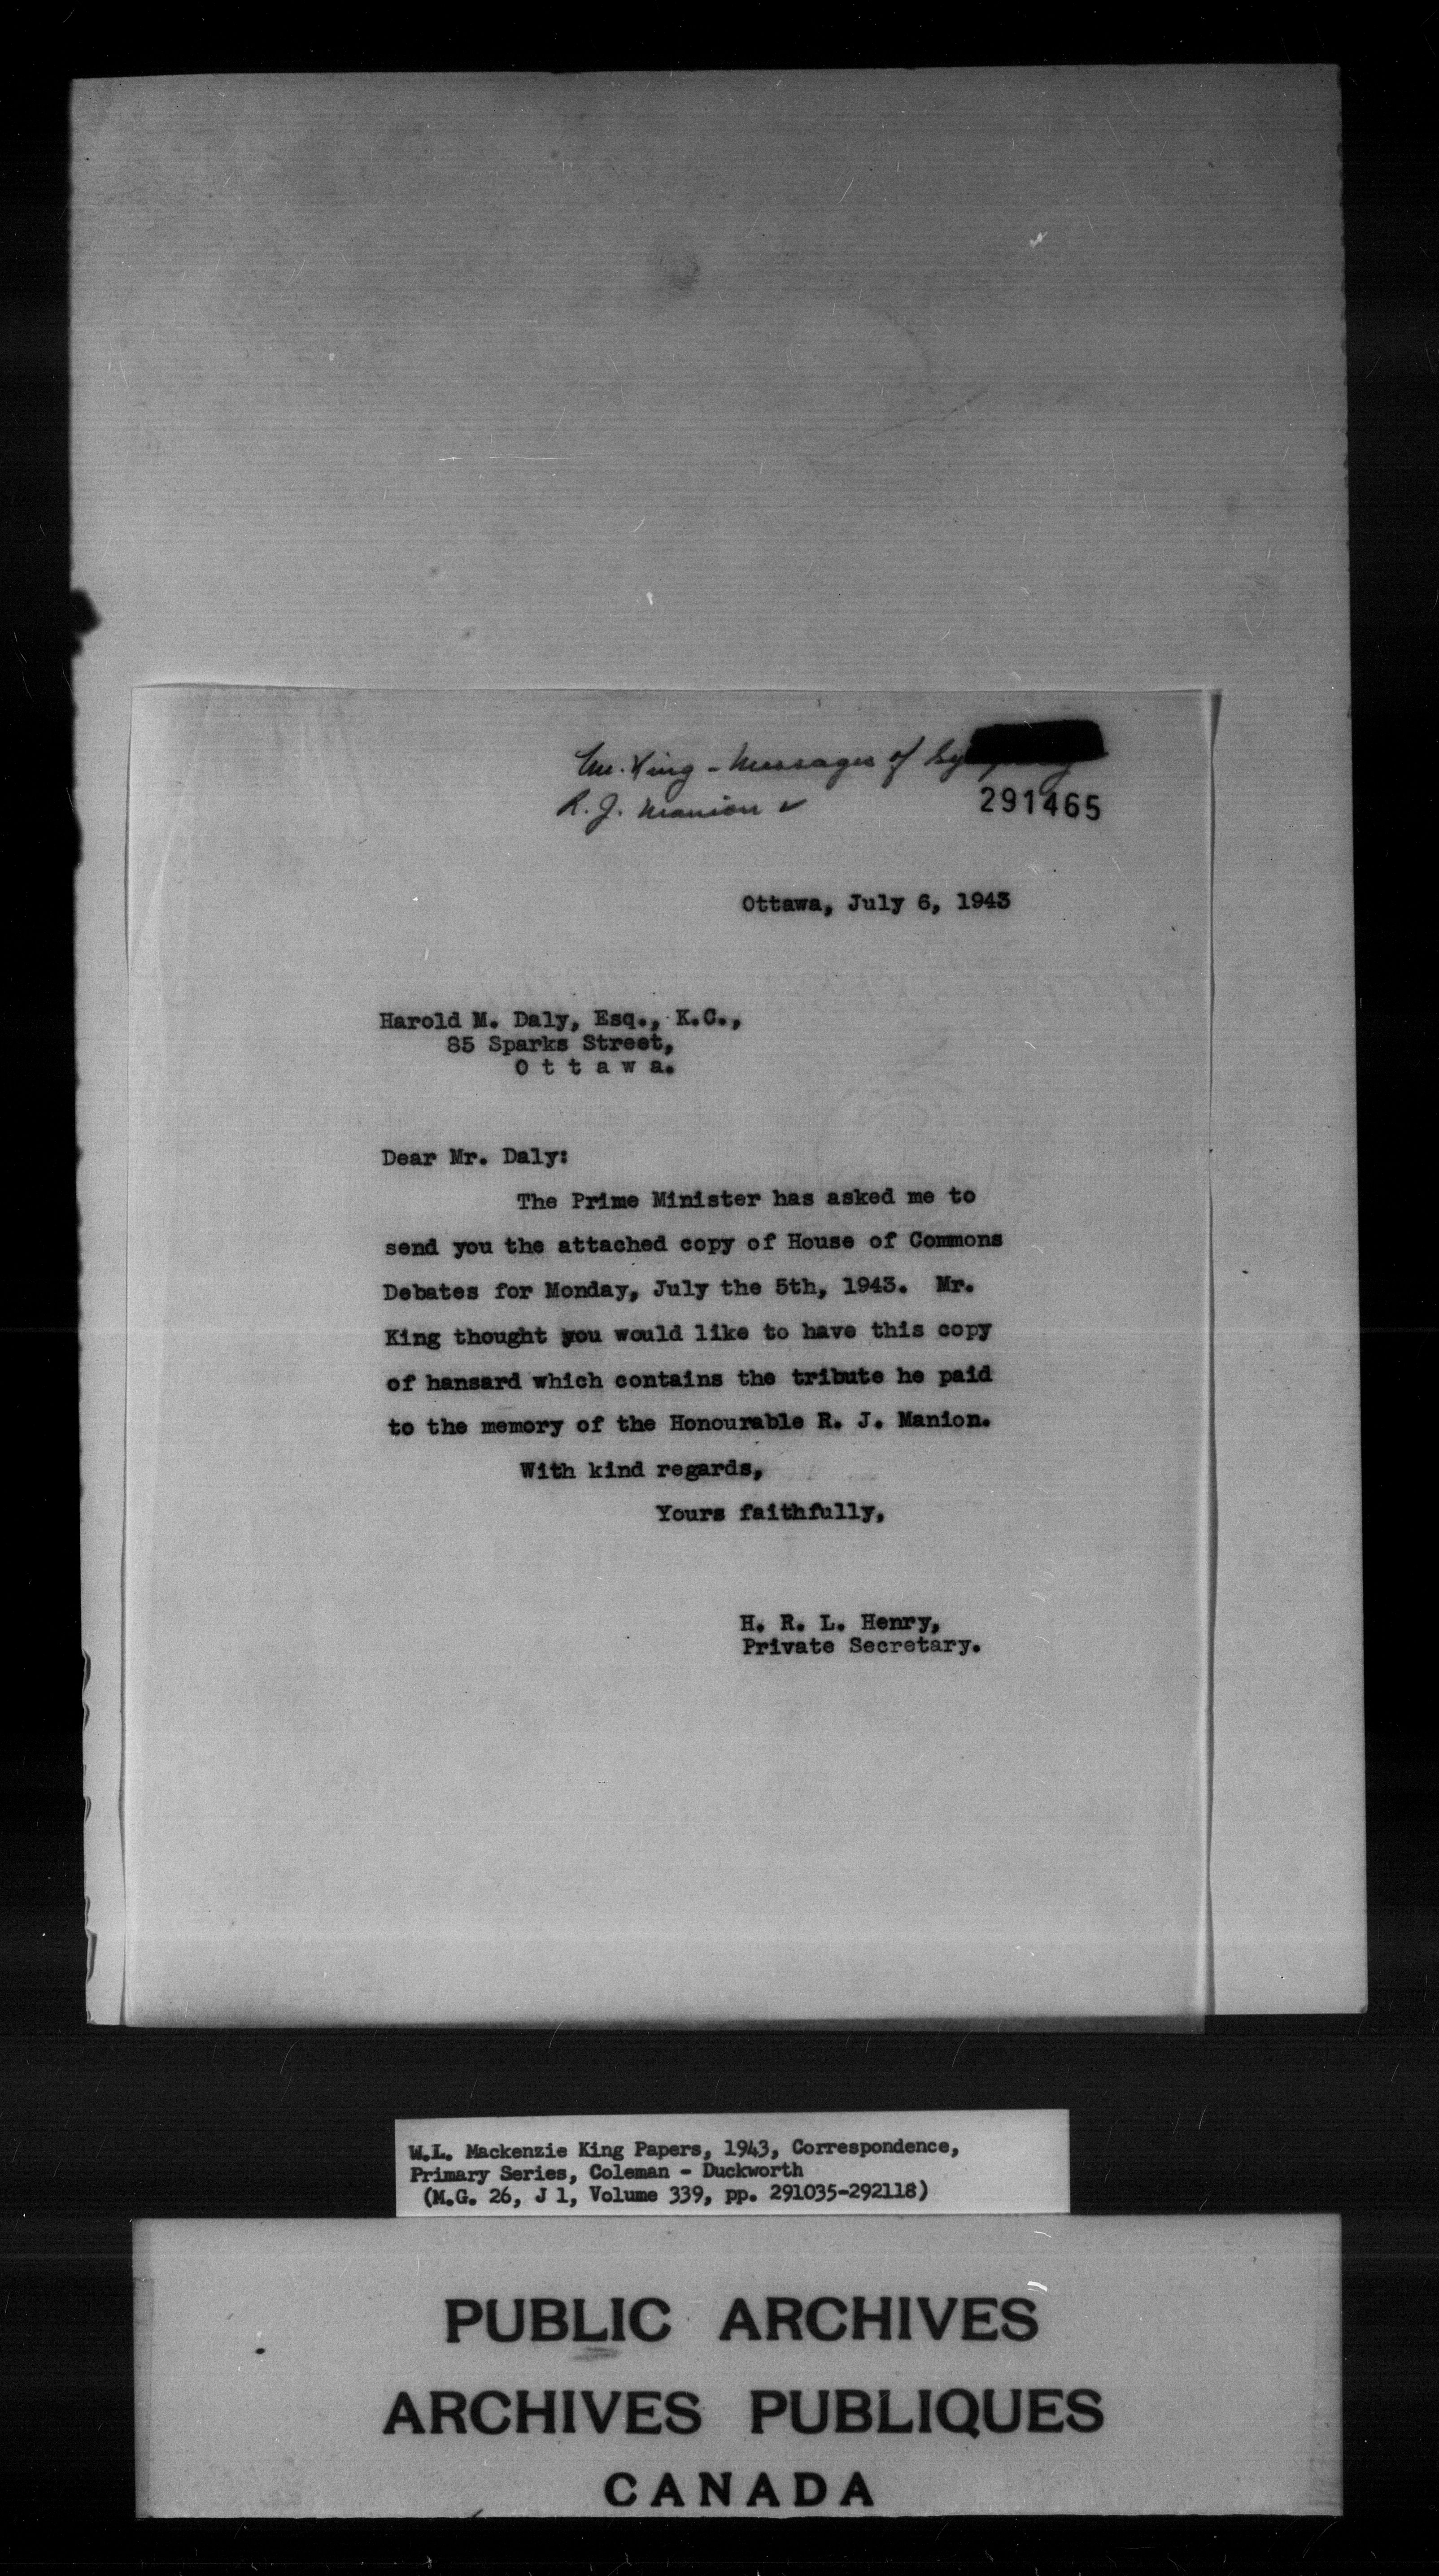 Mr. King - Messages of
R. J. Manion ✓
291465
Ottawa, July 6, 1943
Harold M. Daly, Esq., K.C.,
85 Sparks Street,
O t t a w a.
Dear Mr. Daly:
The Prime Minister has asked me to
send you the attached copy of House of Commons
Debates for Monday, July the 5th, 1943. Mr.
King thought you would like to have this copy
of hansard which contains the tribute he paid
to the memory of the Honourable R. J. Manion.
With kind regards,
Yours faithfully,
H. R. L. Henry,
Private Secretary.
W.L. Mackenzie King Papers, 1943, Correspondence,
Primary Series, Coleman - Duckworth
(M.G. 26, J 1, Volume 339, pp. 291035-292118)
PUBLIC ARCHIVES
ARCHIVES PUBLIQUES
CANADA